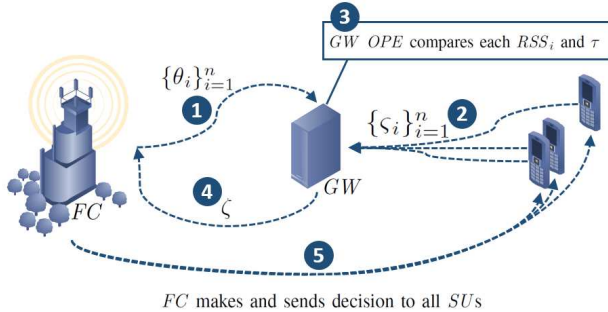 3
GW OPE compares each RSS_i and τ
{θ_i}_{i=1}^n
1
{ς_i}_{i=1}^n
2
GW
4
ζ
FC
5
FC makes and sends decision to all SUs